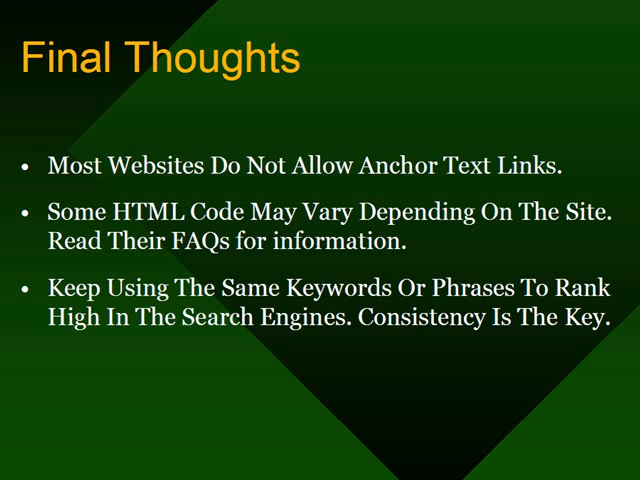 Final Thoughts
• Most Websites Do Not Allow Anchor Text Links.
• Some HTML Code May Vary Depending On The Site.
Read Their FAQs for information.
• Keep Using The Same Keywords Or Phrases To Rank
High In The Search Engines. Consistency Is The Key.